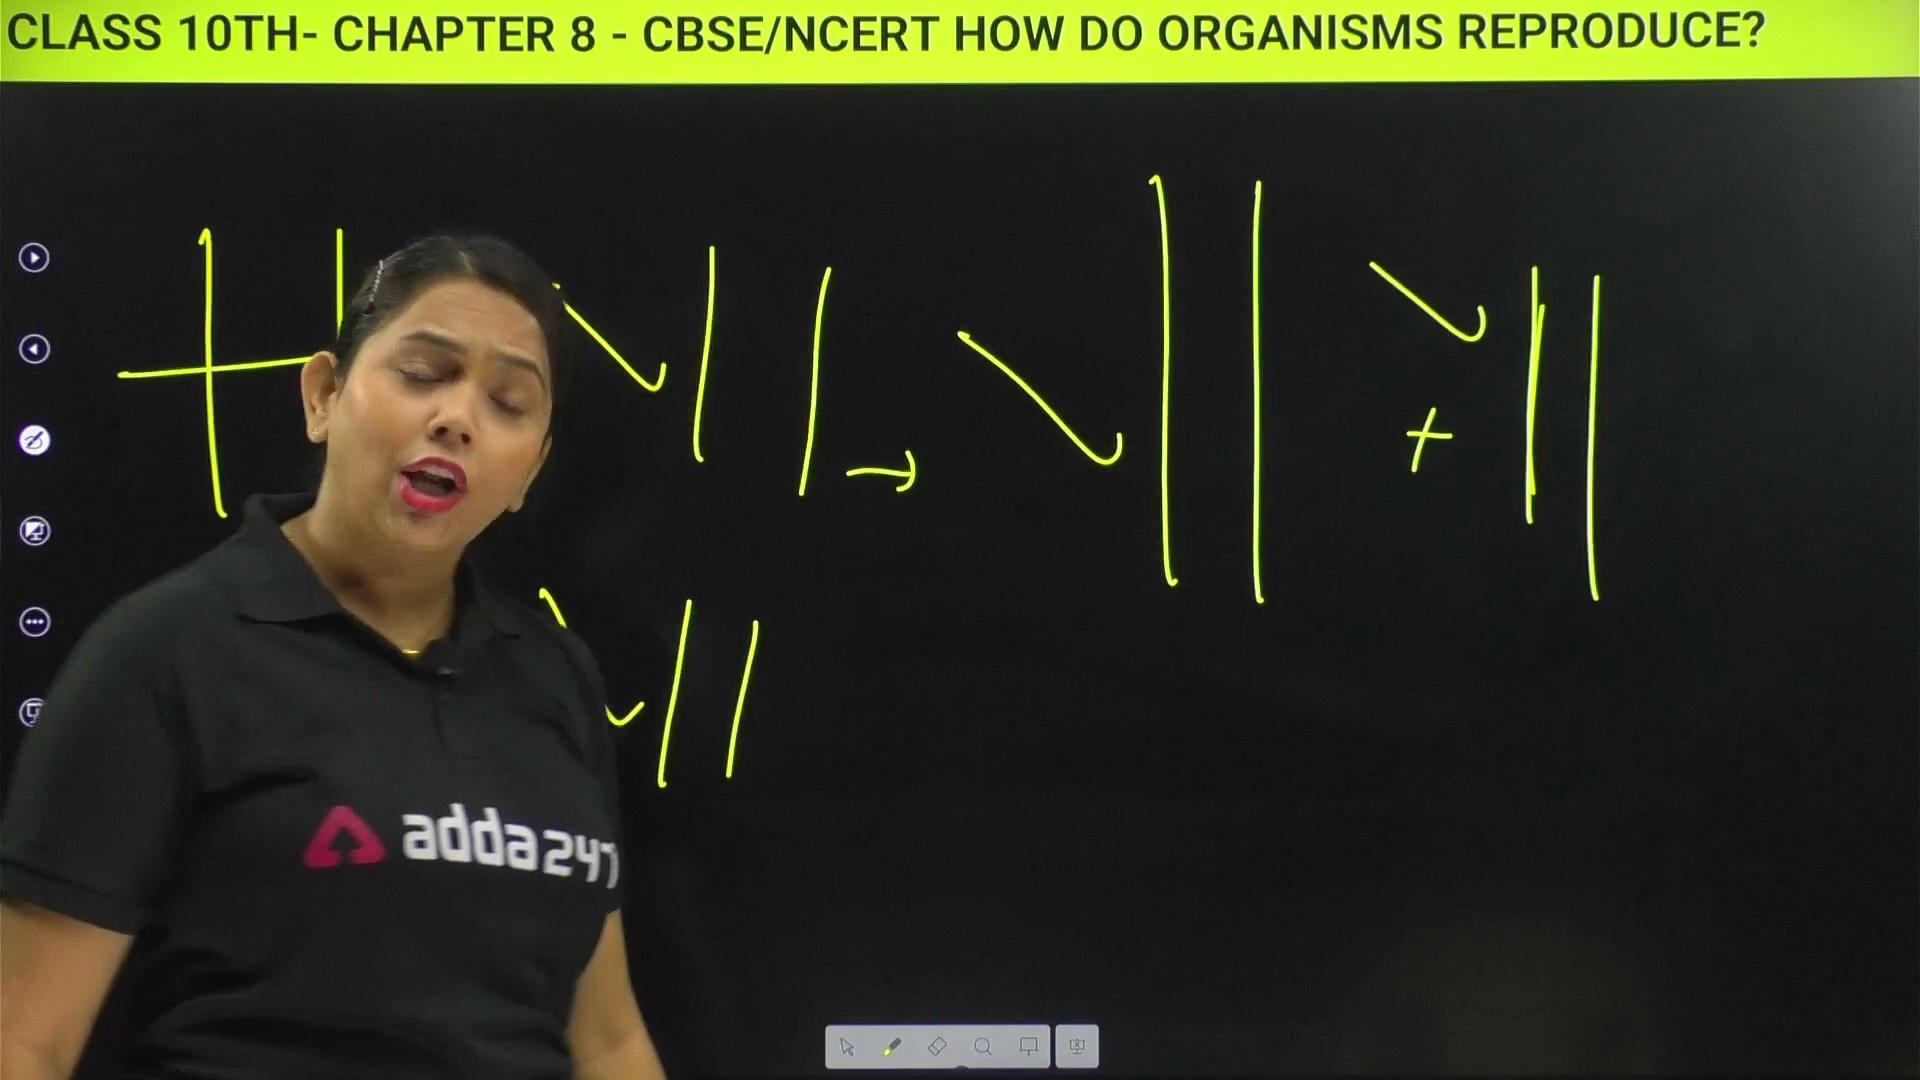 CLASS 10TH- CHAPTER 8 - CBSE/NCERT HOW DO ORGANISMS REPRODUCE?
adda247